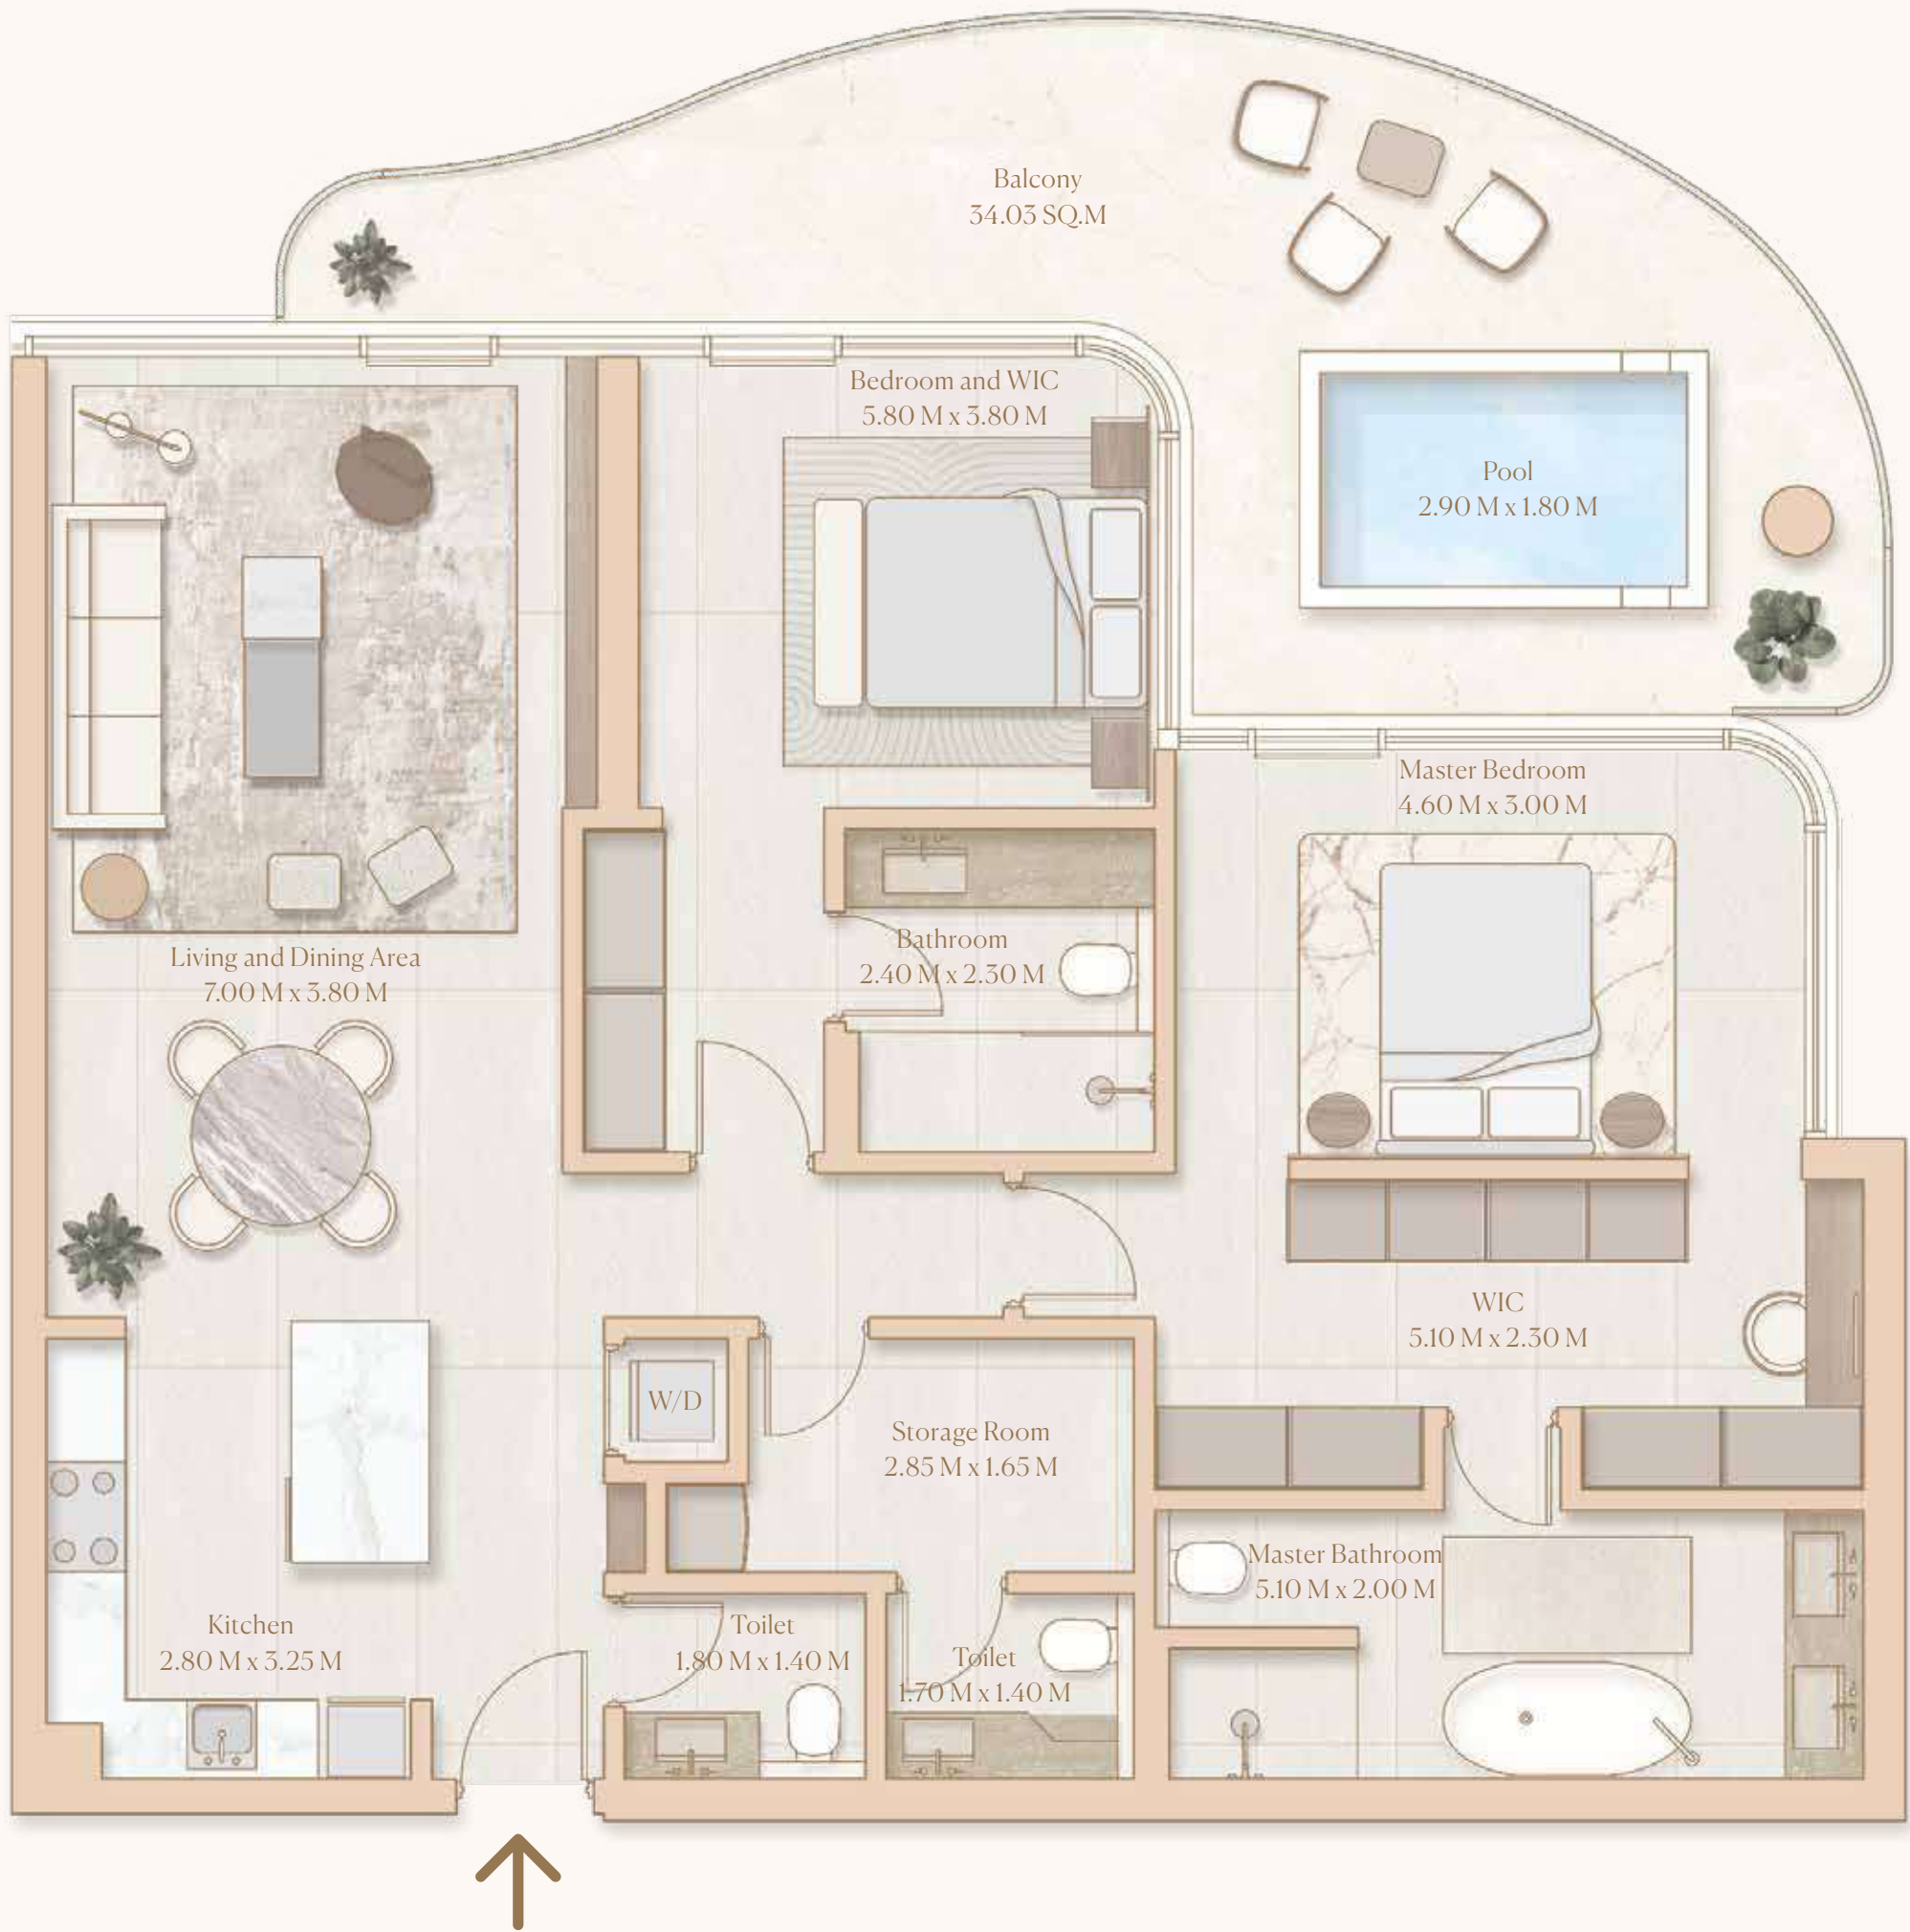 Balcony
34.03 SQ.M
Bedroom and WIC
5.80 M x 3.80 M
Pool
2.90 M x 1.80 M
Master Bedroom
4.60 M x 3.00 M
Living and Dining Area
7.00 M x 3.80 M
Bathroom
2.40 M x 2.30 M
WIC
5.10 M x 2.30 M
W/D
Storage Room
2.85 M x 1.65 M
Master Bathroom
5.10 M x 2.00 M
Kitchen
2.80 M x 3.25 M
Toilet
1.80 M x 1.40 M
Toilet
1.70 M x 1.40 M